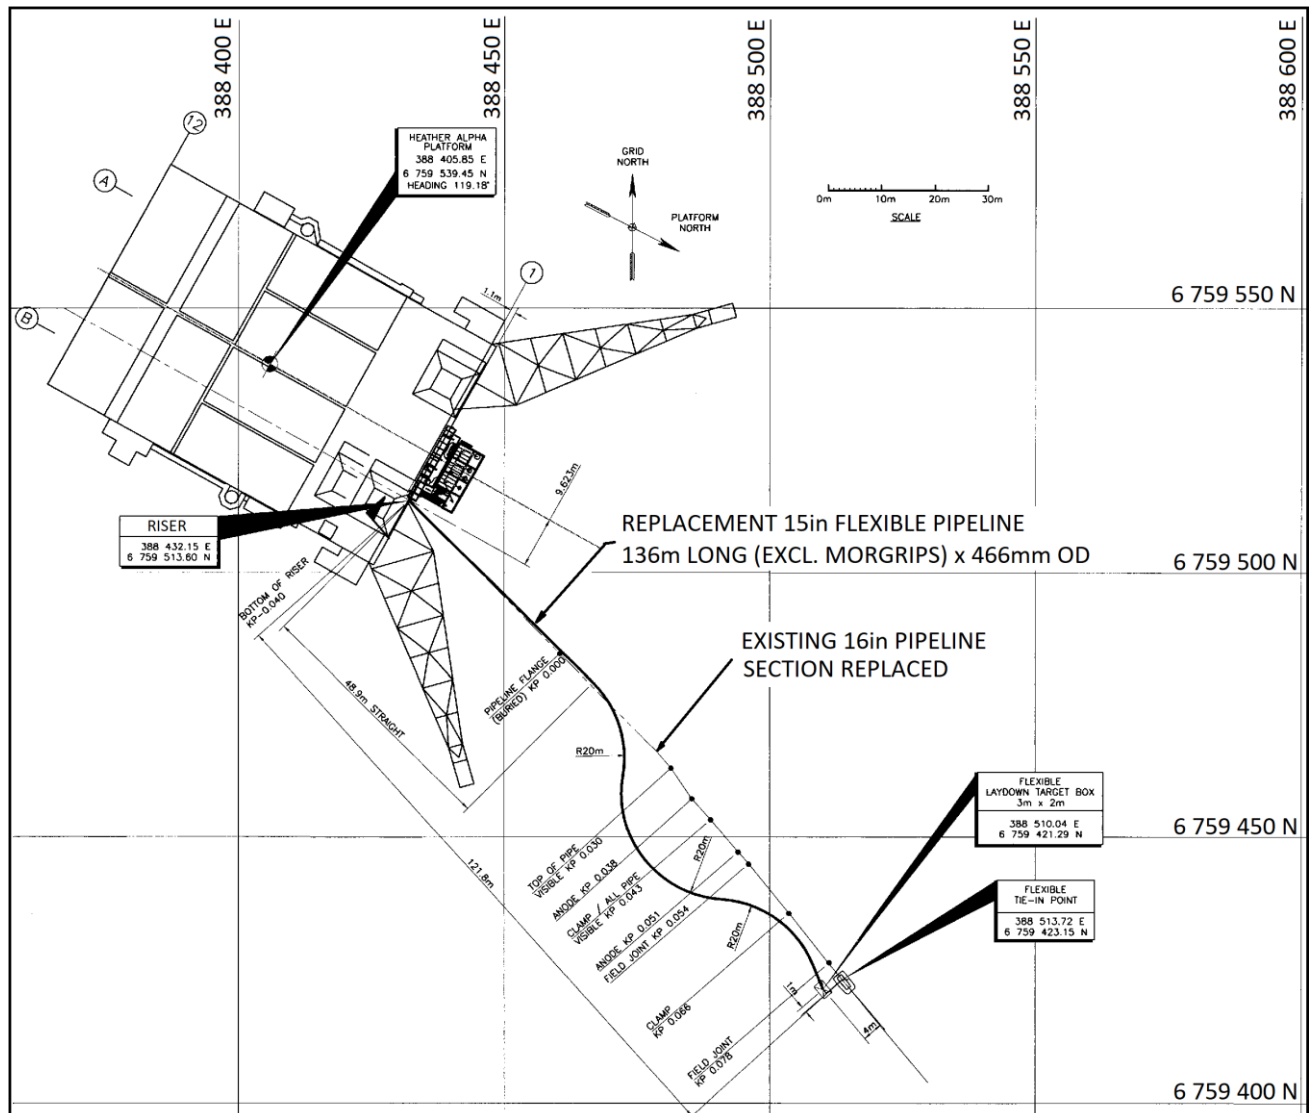 388 400 E
388 450 E
388 500 E
388 550 E
388 600 E
12
A
B
1
HEATHER ALPHA
PLATFORM
388 405.85 E
6 759 539.45 N
HEADING 119.18°
GRID
NORTH
PLATFORM
NORTH
0m 10m 20m 30m
SCALE
1.1m
6 759 550 N
9.623m
RISER
388 432.15 E
6 759 513.60 N
REPLACEMENT 15in FLEXIBLE PIPELINE
136m LONG (EXCL. MORGRIPS) x 466mm OD
6 759 500 N
BOTTOM OF RISER
KP-0.040
EXISTING 16in PIPELINE
SECTION REPLACED
48.9m STRAIGHT
PIPELINE FLANGE
(BURIED) KP 0.000
R20m
FLEXIBLE
LAYDOWN TARGET BOX
3m x 2m
388 510.04 E
6 759 421.29 N
6 759 450 N
121.8m
TOP OF PIPE
VISIBLE KP 0.030
ANODE KP 0.038
CLAMP / ALL PIPE
VISIBLE KP 0.043
ANODE KP 0.051
FIELD JOINT KP 0.054
R20m
R20m
FLEXIBLE
TIE-IN POINT
388 513.72 E
6 759 423.15 N
CLAMP
KP 0.066
FIELD JOINT
KP 0.078
1m
4m
6 759 400 N